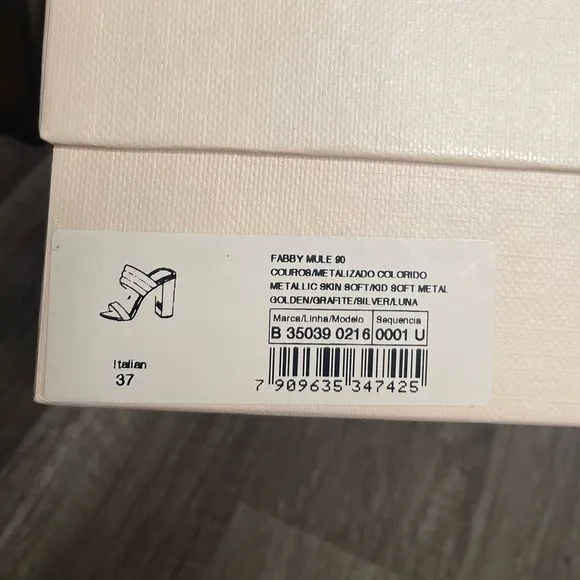 FABBY MULE 90
COUROS/METALIZADO COLORIDO
METALLIC SKIN SOFT/KID SOFT METAL
GOLDEN/GRAFITE/SILVER/LUNA
Marca/Linha/Modelo Sequencia
B 35039 0216 0001 U
Italian
37
7 909635 347425